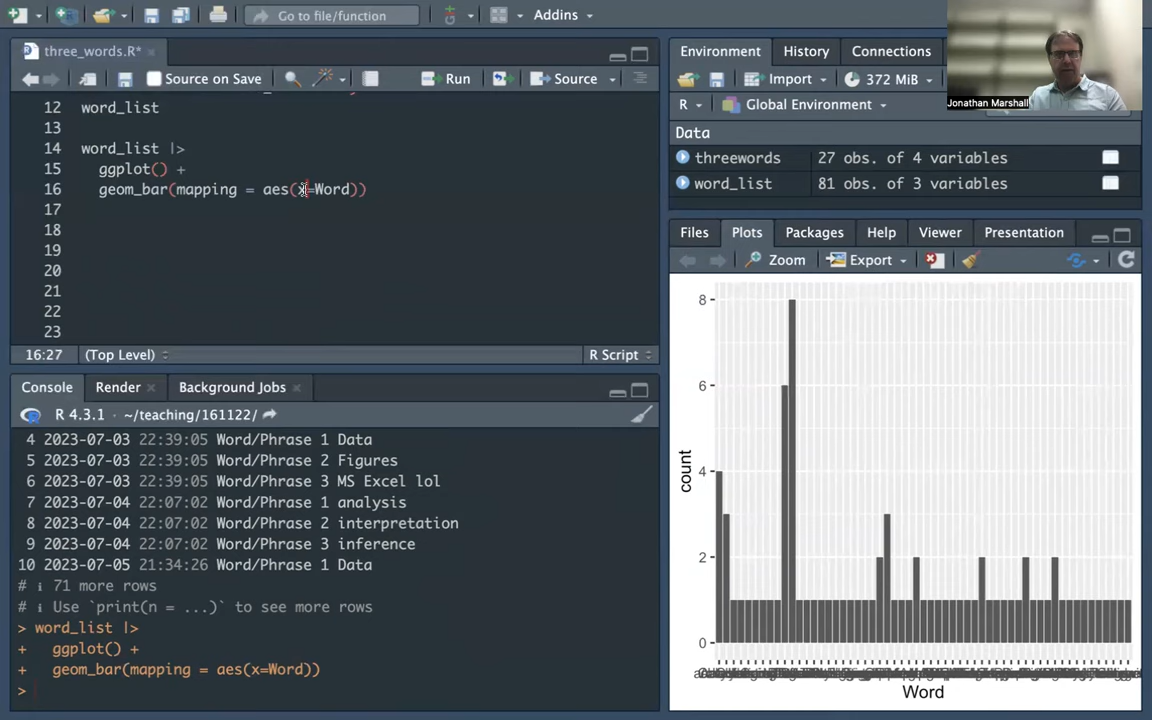 Go to file/function
Addins
three_words.R*
Source on Save
Run
Source
12 word_list
13
14 word_list |>
15 ggplot() +
16 geom_bar(mapping = aes(x=Word))
17
18
19
20
21
22
23
16:27 (Top Level) R Script
Console Render Background Jobs
R 4.3.1 · ~/teaching/161122/
4 2023-07-03 22:39:05 Word/Phrase 1 Data
5 2023-07-03 22:39:05 Word/Phrase 2 Figures
6 2023-07-03 22:39:05 Word/Phrase 3 MS Excel lol
7 2023-07-04 22:07:02 Word/Phrase 1 analysis
8 2023-07-04 22:07:02 Word/Phrase 2 interpretation
9 2023-07-04 22:07:02 Word/Phrase 3 inference
10 2023-07-05 21:34:26 Word/Phrase 1 Data
# ℹ 71 more rows
# ℹ Use `print(n = ...)` to see more rows
> word_list |>
+ ggplot() +
+ geom_bar(mapping = aes(x=Word))
>
Environment History Connections
Import 372 MiB
R Global Environment
Jonathan Marshall
Data
threewords 27 obs. of 4 variables
word_list 81 obs. of 3 variables
Files Plots Packages Help Viewer Presentation
Zoom Export
8
6
4
2
0
count
Word